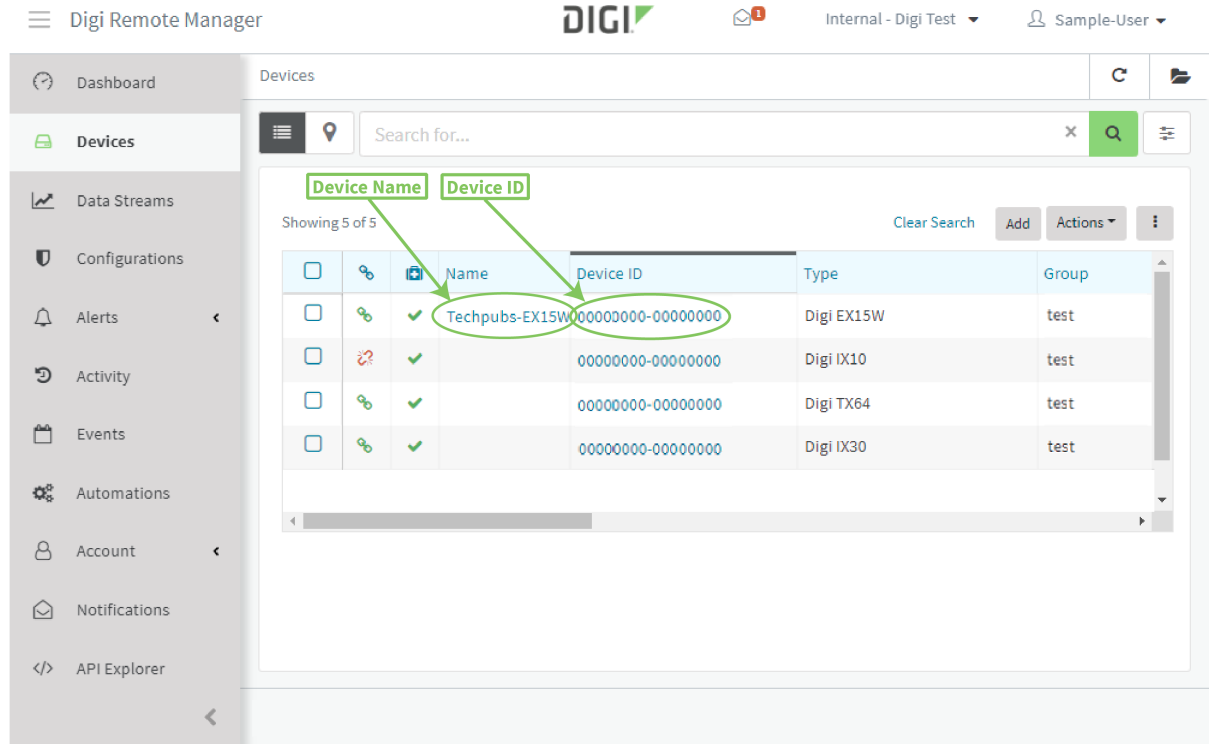 Digi Remote Manager
DIGI
1
Internal - Digi Test
Sample-User
Dashboard
Devices
Data Streams
Configurations
Alerts
Activity
Events
Automations
Account
Notifications
API Explorer
Devices
Search for...
Device Name Device ID
Showing 5 of 5 Clear Search Add Actions
Name Device ID Type Group
Techpubs-EX15W 00000000-00000000 Digi EX15W test
00000000-00000000 Digi IX10 test
00000000-00000000 Digi TX64 test
00000000-00000000 Digi IX30 test